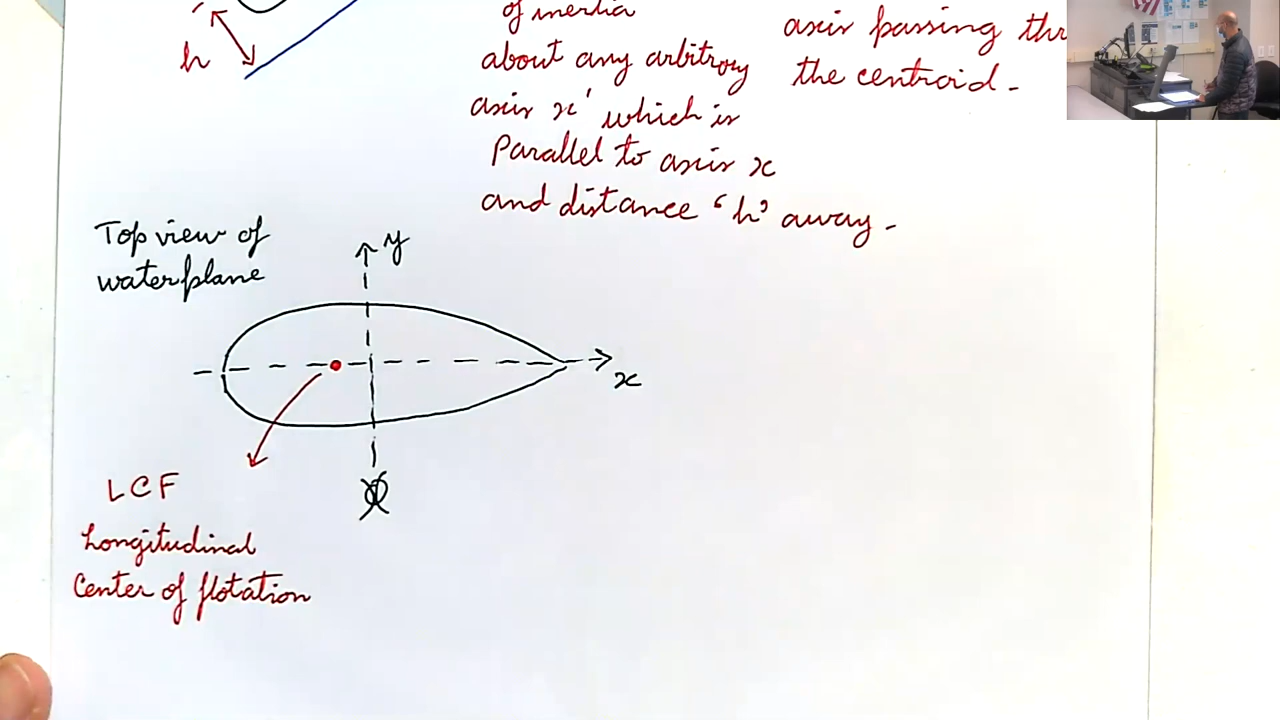 h
of inertia
about any arbitrary
axis x' which is
Parallel to axis x
and distance 'h' away.
axis passing thr
the centroid.
Top view of
waterplane
y
x
LCF
Longitudinal
Center of flotation